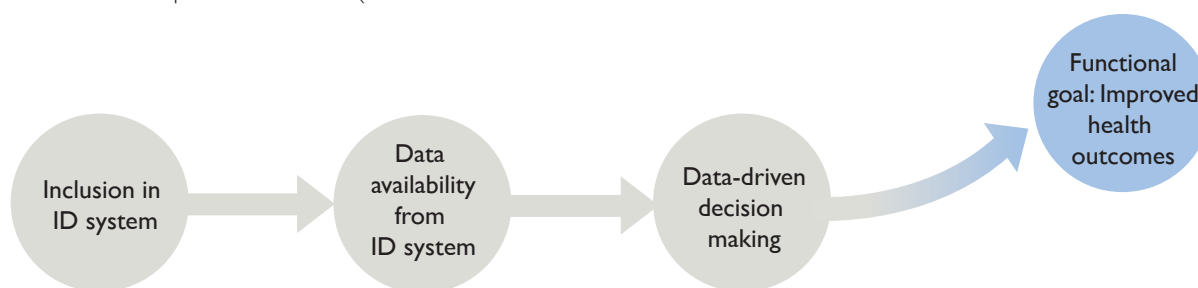 Inclusion in
ID system
Data
availability
from
ID system
Data-driven
decision
making
Functional
goal: Improved
health
outcomes